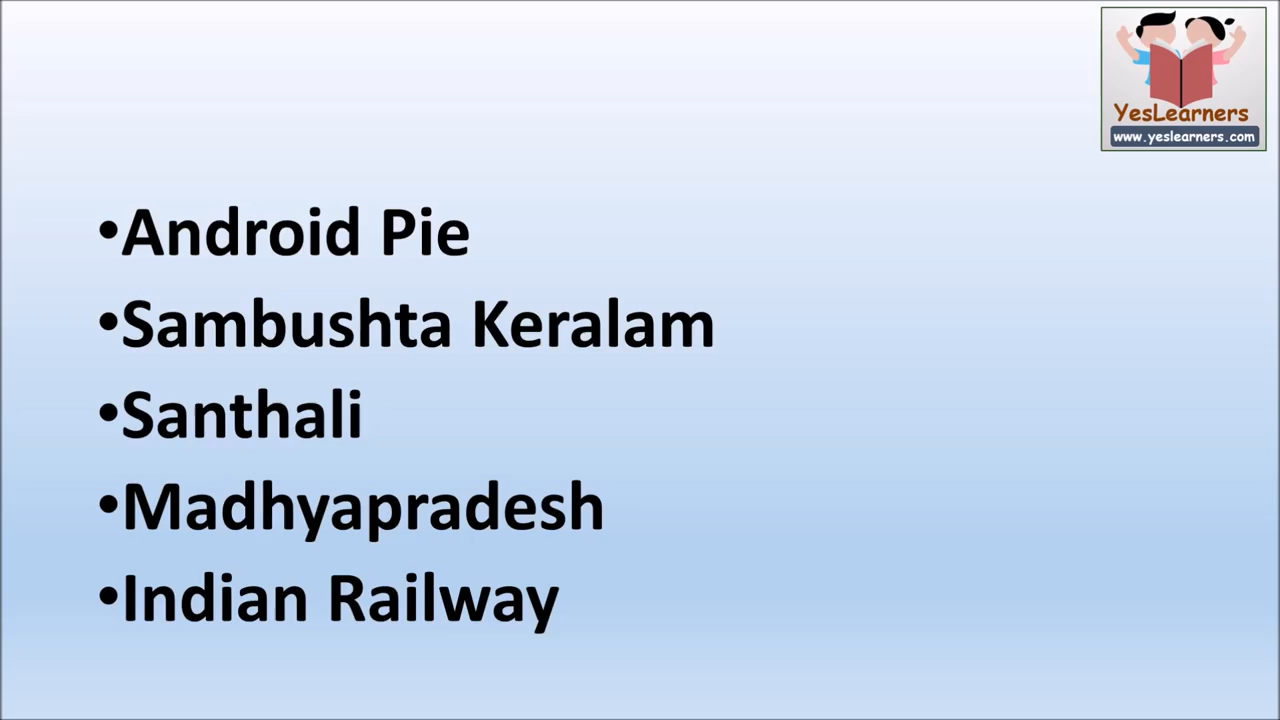 YesLearners
www.yeslearners.com
•Android Pie
•Sambushta Keralam
•Santhali
•Madhyapradesh
•Indian Railway